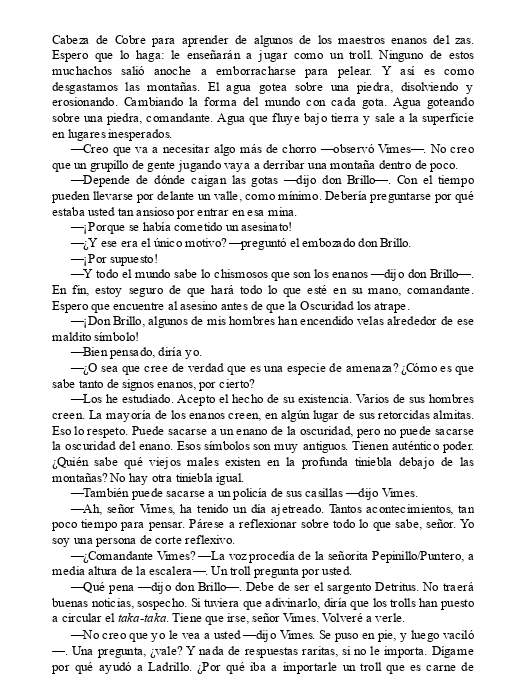 Cabeza de Cobre para aprender de algunos de los maestros enanos del zas.
Espero que lo haga: le enseñarán a jugar como un troll. Ninguno de estos
muchachos salió anoche a emborracharse para pelear. Y así es como
desgastamos las montañas. El agua gotea sobre una piedra, disolviendo y
erosionando. Cambiando la forma del mundo con cada gota. Agua goteando
sobre una piedra, comandante. Agua que fluye bajo tierra y sale a la superficie
en lugares inesperados.
—Creo que va a necesitar algo más de chorro —observó Vimes—. No creo
que un grupillo de gente jugando vaya a derribar una montaña dentro de poco.
—Depende de dónde caigan las gotas —dijo don Brillo—. Con el tiempo
pueden llevarse por delante un valle, como mínimo. Debería preguntarse por qué
estaba usted tan ansioso por entrar en esa mina.
—¡Porque se había cometido un asesinato!
—¿Y ese era el único motivo? —preguntó el embozado don Brillo.
—¡Por supuesto!
—Y todo el mundo sabe lo chismosos que son los enanos —dijo don Brillo—.
En fin, estoy seguro de que hará todo lo que esté en su mano, comandante.
Espero que encuentre al asesino antes de que la Oscuridad los atrape.
—¡Don Brillo, algunos de mis hombres han encendido velas alrededor de ese
maldito símbolo!
—Bien pensado, diría yo.
—¿O sea que cree de verdad que es una especie de amenaza? ¿Cómo es que
sabe tanto de signos enanos, por cierto?
—Los he estudiado. Acepto el hecho de su existencia. Varios de sus hombres
creen. La mayoría de los enanos creen, en algún lugar de sus retorcidas almitas.
Eso lo respeto. Puede sacarse a un enano de la oscuridad, pero no puede sacarse
la oscuridad del enano. Esos símbolos son muy antiguos. Tienen auténtico poder.
¿Quién sabe qué viejos males existen en la profunda tiniebla debajo de las
montañas? No hay otra tiniebla igual.
—También puede sacarse a un policía de sus casillas —dijo Vimes.
—Ah, señor Vimes, ha tenido un día ajetreado. Tantos acontecimientos, tan
poco tiempo para pensar. Párese a reflexionar sobre todo lo que sabe, señor. Yo
soy una persona de corte reflexivo.
—¿Comandante Vimes? —La voz procedía de la señorita Pepinillo/Puntero, a
media altura de la escalera—. Un troll pregunta por usted.
—Qué pena —dijo don Brillo—. Debe de ser el sargento Detritus. No traerá
buenas noticias, sospecho. Si tuviera que adivinarlo, diría que los trolls han puesto
a circular el taka-taka. Tiene que irse, señor Vimes. Volveré a verle.
—No creo que yo le vea a usted —dijo Vimes. Se puso en pie, y luego vaciló
—. Una pregunta, ¿vale? Y nada de respuestas raritas, si no le importa. Dígame
por qué ayudó a Ladrillo. ¿Por qué iba a importarle un troll que es carne de